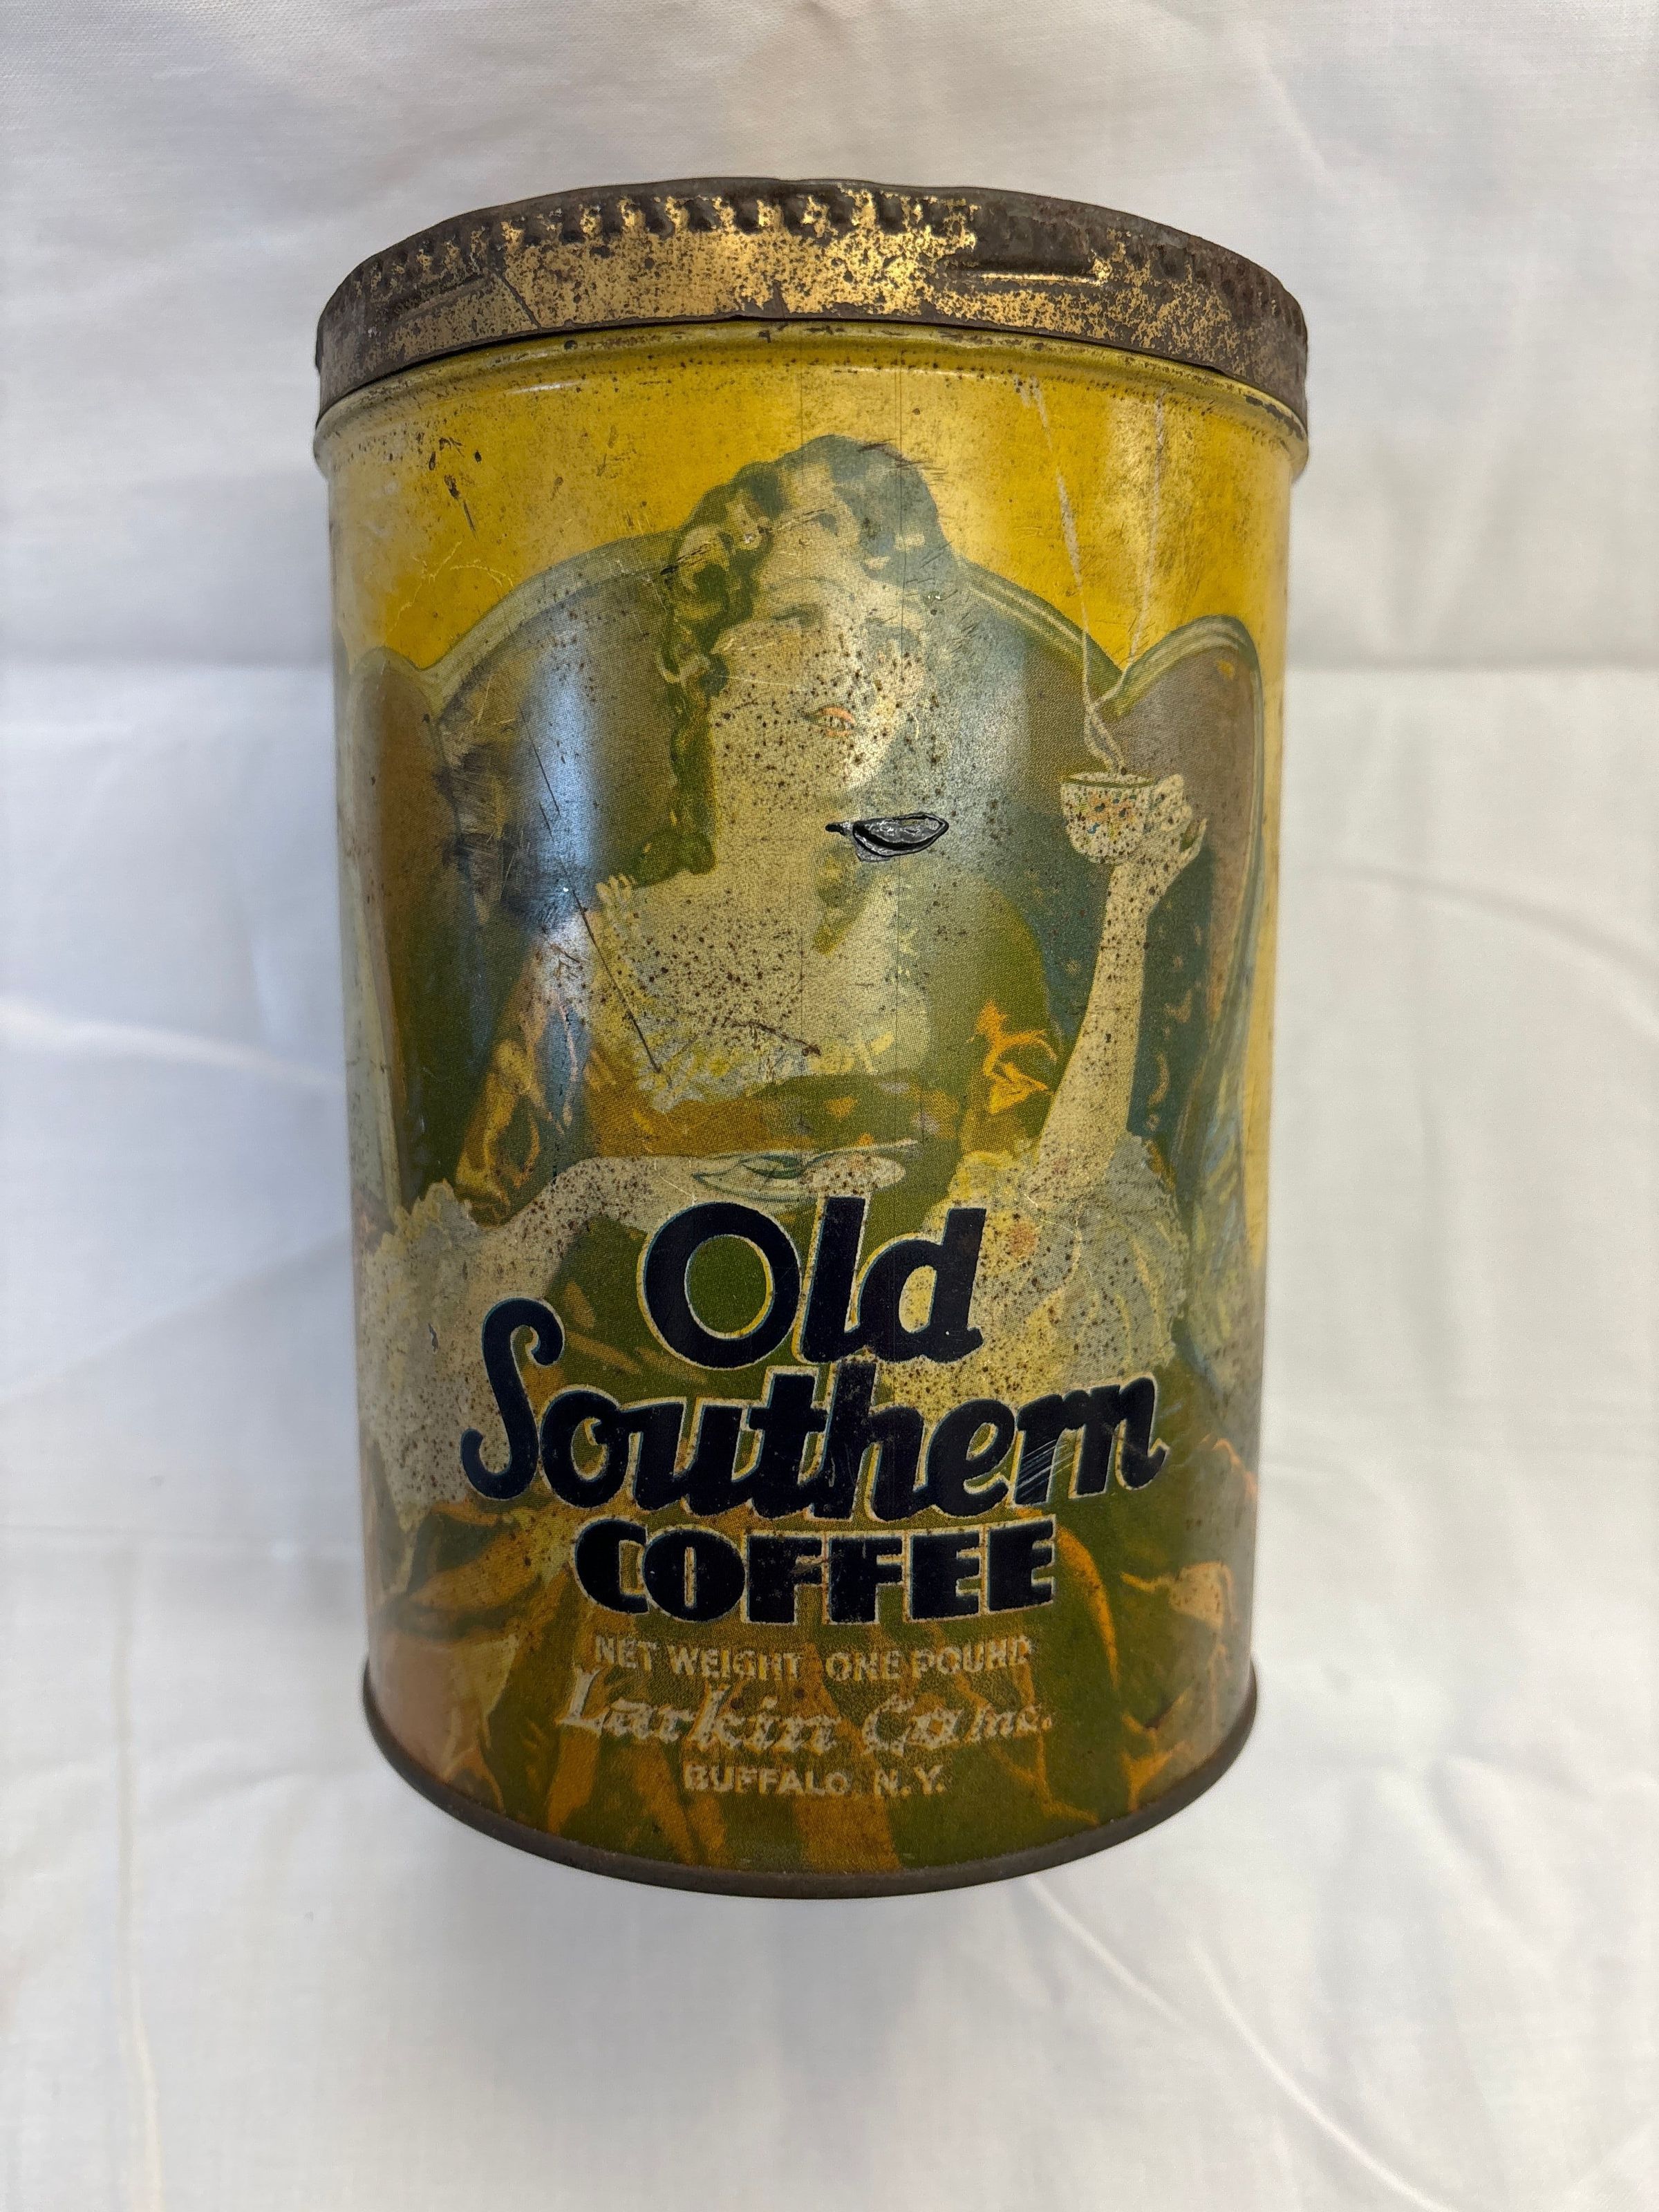 Old
Southern
COFFEE
NET WEIGHT ONE POUND
Larkin Co Inc.
BUFFALO, N.Y.